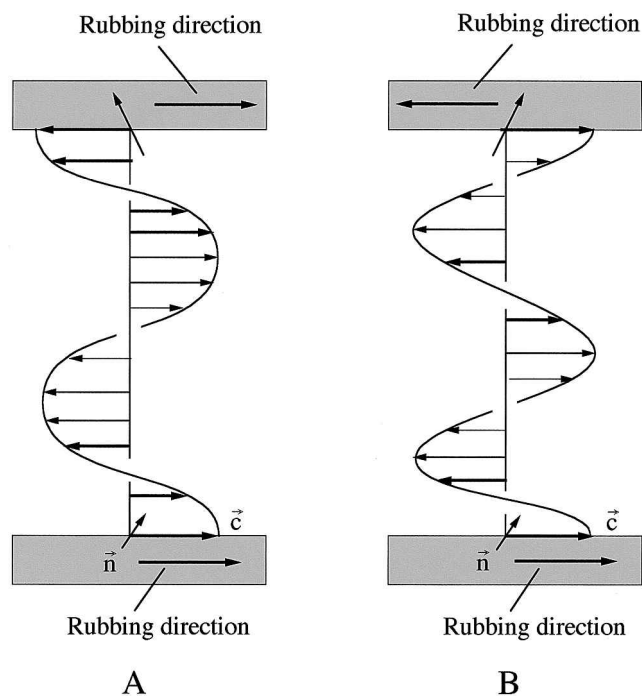 Rubbing direction
Rubbing direction
c⃗
n⃗
c⃗
n⃗
Rubbing direction
Rubbing direction
A
B